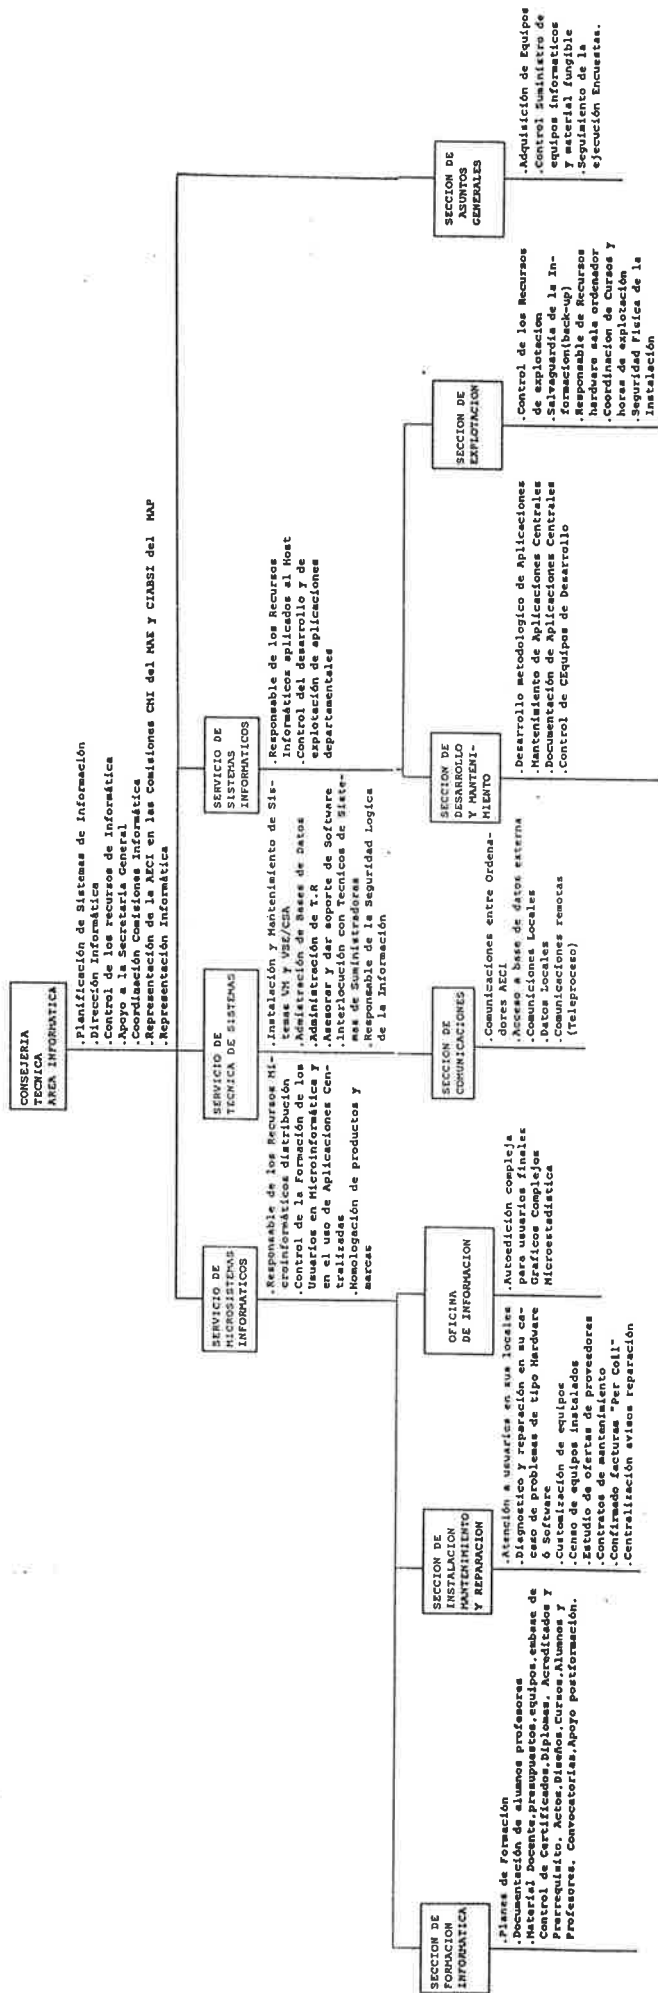 CONSEJERIA
TECNICA
AREA INFORMATICA
.Planificación de Sistemas de Información
.Dirección Informática
.Control de los recursos de Informática
.Apoyo a la Secretaria General
.Coordinación Comisiones Informática
.Representación de la AECI en las Comisiones CMI del MAE y CIABSI del MAP
.Representación Informática
SERVICIO DE
MICROSISTEMAS
INFORMATICOS
.Responsable de los Recursos Mi-
croinformáticos distribución
.Control de la Formación de los
Usuarios en Microinformática y
en el uso de Aplicaciones Cen-
tralizadas
.Homologación de productos y
marcas
SERVICIO DE
TECNICA DE SISTEMAS
.Instalación y Mantenimiento de Sis-
temas VM y VSE/CSA
.Admistración de Bases de Datos
.Administración de T.R
.Asesorar y dar soporte de Software
.Interlocución con Tecnicos de Siste-
mas de Suministradoras
.Responsable de la Seguridad Logica
de la Información
SERVICIO DE
SISTEMAS
INFORMATICOS
.Responsable de los Recursos
Informáticos aplicados al Host
.Control del desarrollo y de
explotación de aplicaciones
departamentales
SECCION DE
FORMACION
INFORMATICA
.Planes de Formación
.Documentación de alumnos profesores
.Material Docente,presupuestos,equipos,embase de
Control de Certificados,Diplomas, Acreditados y
Prerrequisito, Actos,Diseños,Cursos,Alumnos y
Profesores, Convocatorias,Apoyo postformación.
SECCION DE
INSTALACION
MANTENIMIENTO
Y REPARACION
.Atención a usuarios en sus locales
.Diagnostico y reparación en su ca-
caso de problemas de tipo Hardware
ó Software
.Customización de equipos
.Censo de equipos instalados
.Estudio de ofertas de proveedores
.Contratos de mantenimiento
.Confirmado facturas "Per Coll"
.Centralización avisos reparación
OFICINA
DE INFORMACION
.Autoedición compleja
para usuarios finales
Gráficos Complejos
Microestadística
SECCION DE
COMUNICACIONES
.Comunicaciones entre Ordena-
dores AECI
.Acceso a base de datos externa
.Comuniciones Locales
.Datos Locales
.Comunicaciones remotas
(Teleproceso)
SECCION DE
DESARROLLO
Y MANTENI-
MIENTO
.Desarrollo metodologico de Aplicaciones
.Mantenimiento de Aplicaciones Centrales
.Documentación de Aplicaciones Centrales
.Control de CEquipos de Desarrollo
SECCION DE
EXPLOTACION
.Control de los Recursos
de explotacion
.Salvaguardia de la In-
formacion(back-up)
.Responsable de Recursos
hardware sala ordenador
.Coordinacion de Cursos y
horas de explotación
.Seguridad Fisica de la
Instalación
SECCION DE
ASUNTOS
GENERALES
.Adquisición de Equipos
.Control Suministro de
equipos informaticos
y material fungible
.Seguimiento de la
ejecución Encuestas.